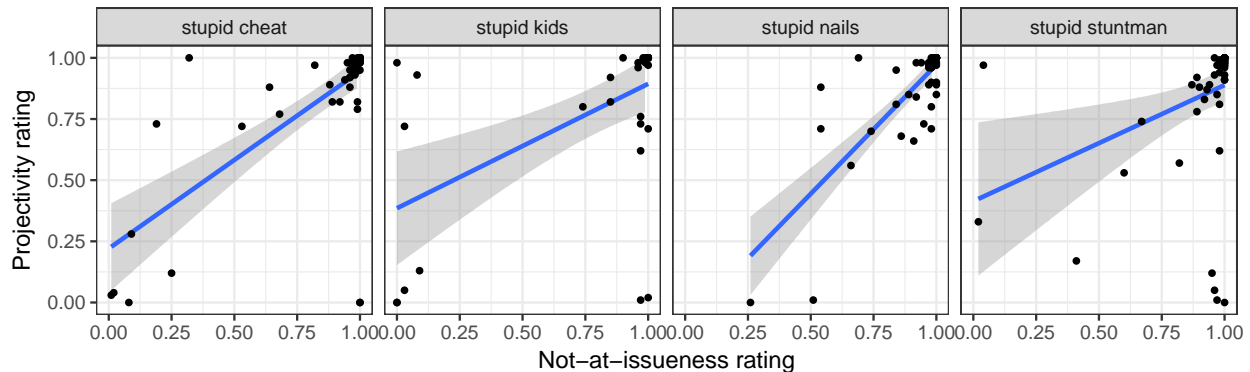 stupid cheat stupid kids stupid nails stupid stuntman
1.00
0.75
0.50
0.25
0.00
Projectivity rating
0.00 0.25 0.50 0.75 1.00 0.00 0.25 0.50 0.75 1.00 0.00 0.25 0.50 0.75 1.00 0.00 0.25 0.50 0.75 1.00
Not−at−issueness rating